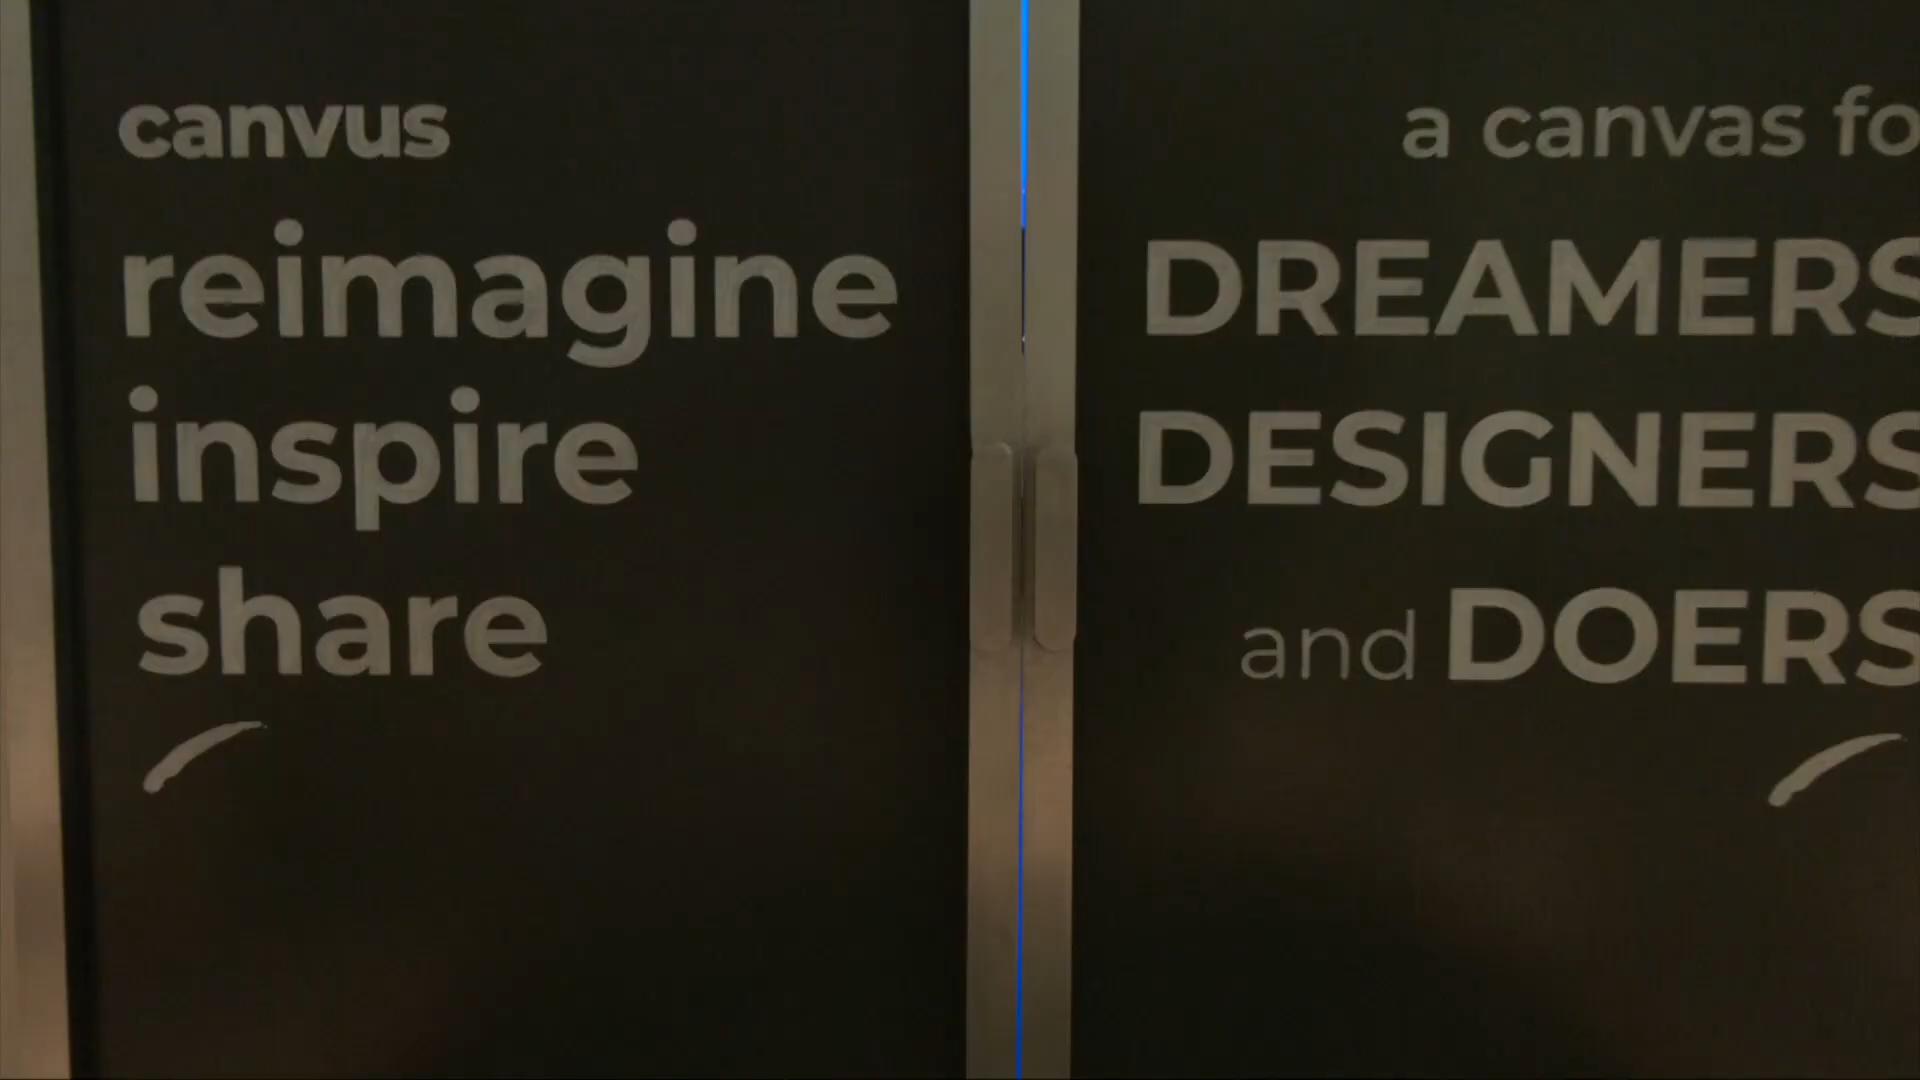 canvus
reimagine
inspire
share
a canvas fo
DREAMERS
DESIGNERS
and DOERS